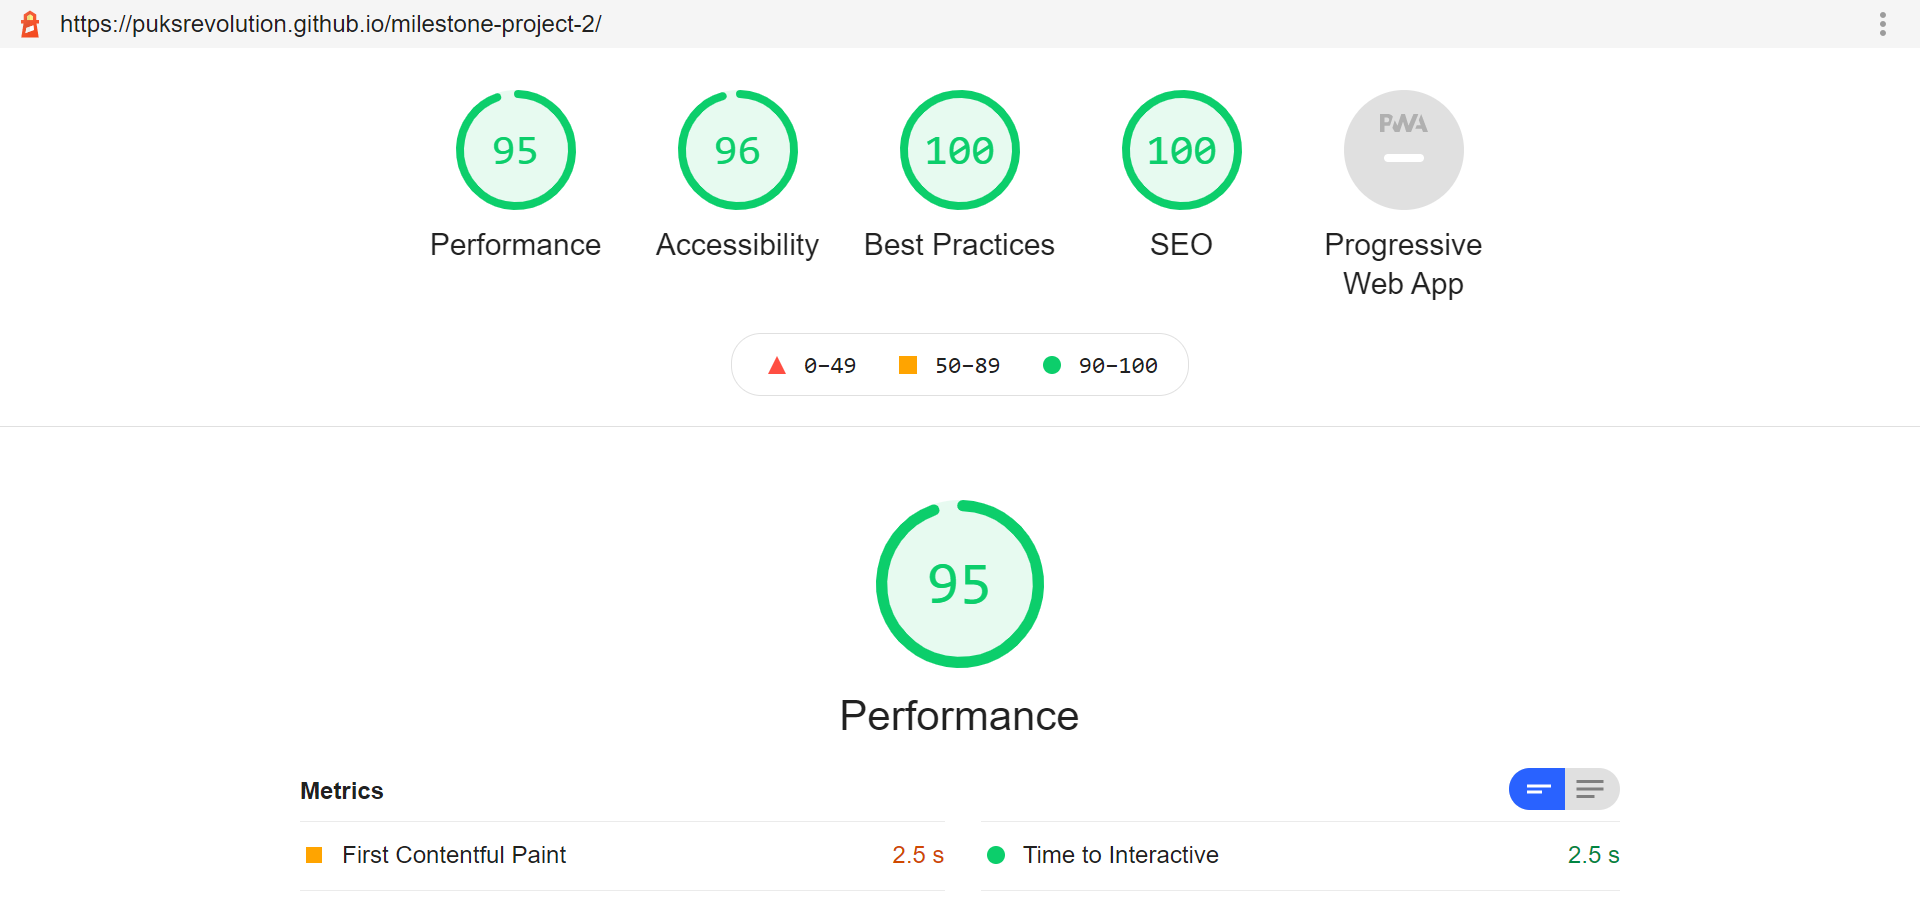 https://puksrevolution.github.io/milestone-project-2/
95 96 100 100 PWA
Performance Accessibility Best Practices SEO Progressive
Web App
0–49 50–89 90–100
95
Performance
Metrics
First Contentful Paint 2.5 s Time to Interactive 2.5 s